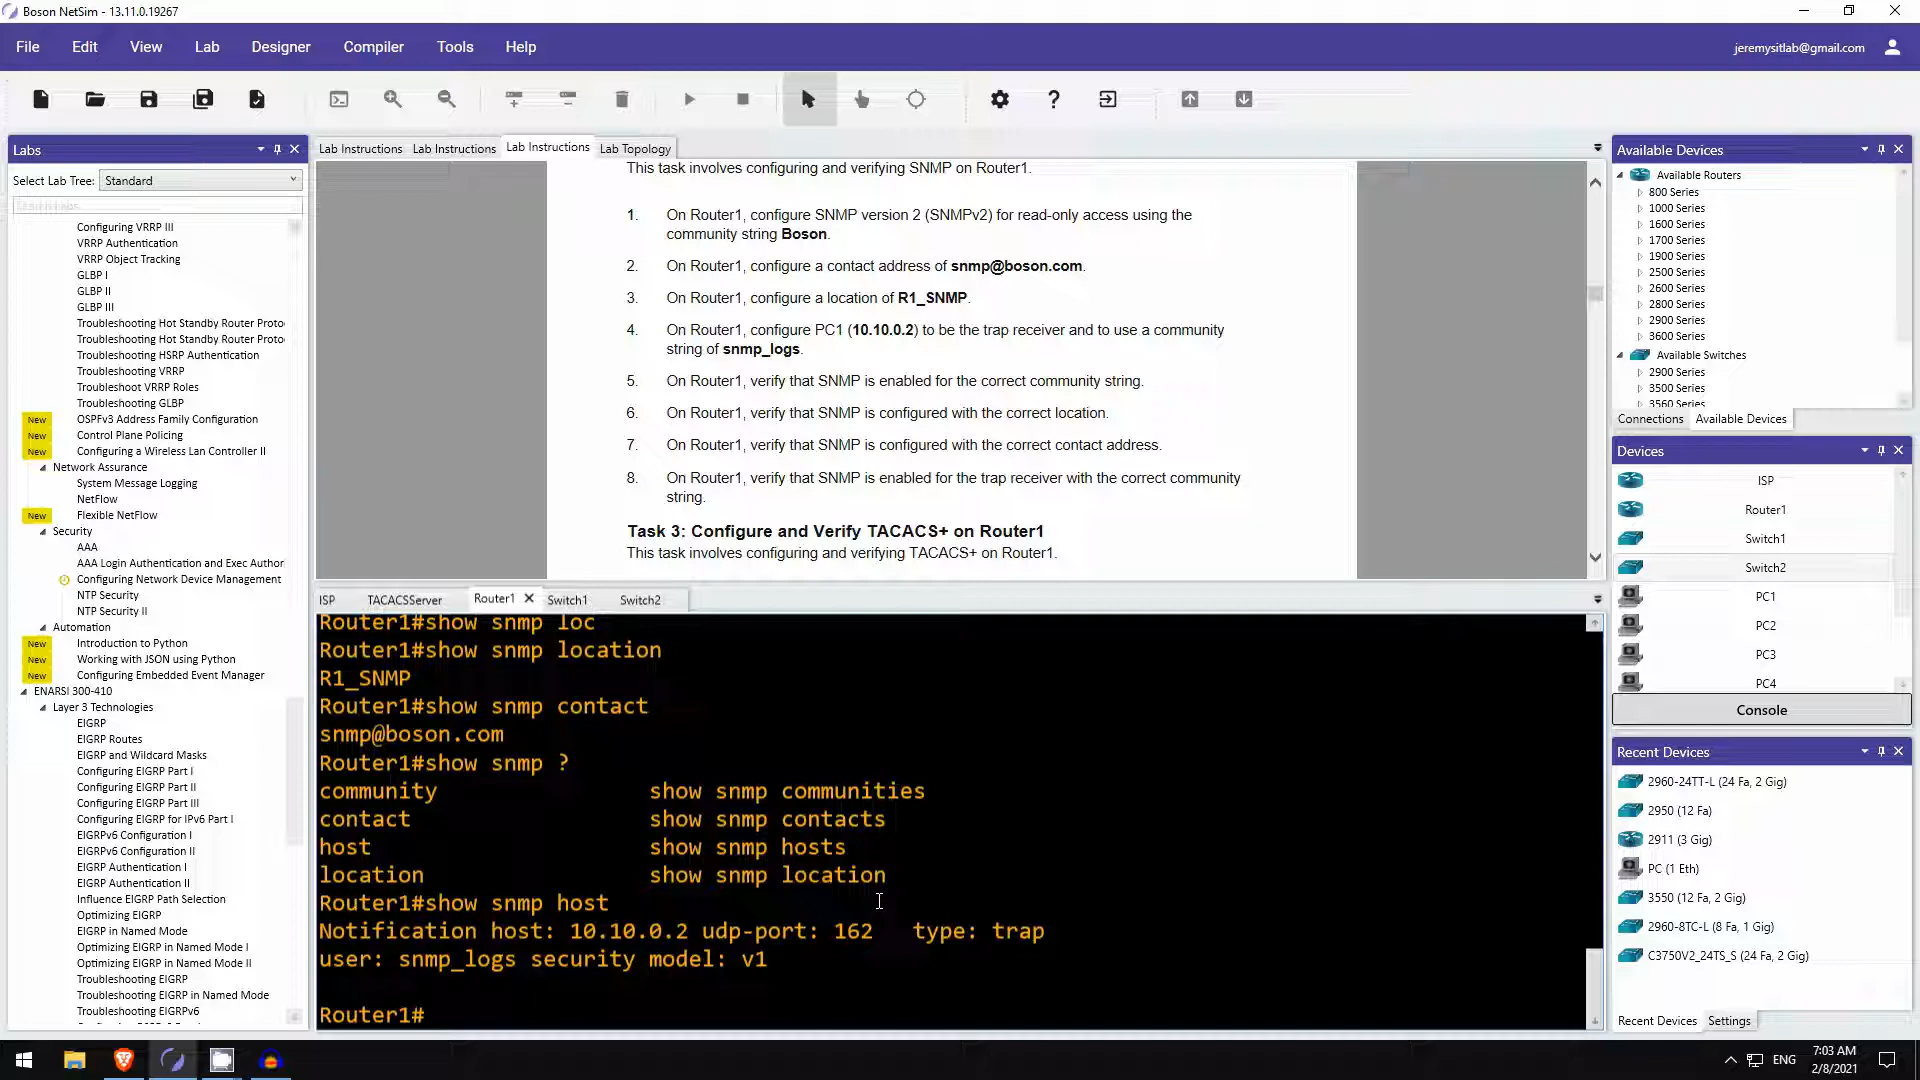 Boson NetSim - 13.11.0.19267
File Edit View Lab Designer Compiler Tools Help
jeremysitlab@gmail.com
Labs
Select Lab Tree: Standard
Configuring VRRP III
VRRP Authentication
VRRP Object Tracking
GLBP I
GLBP II
GLBP III
Troubleshooting Hot Standby Router Proto
Troubleshooting Hot Standby Router Proto
Troubleshooting HSRP Authentication
Troubleshooting VRRP
Troubleshoot VRRP Roles
Troubleshooting GLBP
New OSPFv3 Address Family Configuration
New Control Plane Policing
New Configuring a Wireless Lan Controller II
Network Assurance
System Message Logging
NetFlow
New Flexible NetFlow
Security
AAA
AAA Login Authentication and Exec Author
Configuring Network Device Management
NTP Security
NTP Security II
Automation
New Introduction to Python
New Working with JSON using Python
New Configuring Embedded Event Manager
ENARSI 300-410
Layer 3 Technologies
EIGRP
EIGRP Routes
EIGRP and Wildcard Masks
Configuring EIGRP Part I
Configuring EIGRP Part II
Configuring EIGRP Part III
Configuring EIGRP for IPv6 Part I
EIGRPv6 Configuration I
EIGRPv6 Configuration II
EIGRP Authentication I
EIGRP Authentication II
Influence EIGRP Path Selection
Optimizing EIGRP
EIGRP in Named Mode
Optimizing EIGRP in Named Mode I
Optimizing EIGRP in Named Mode II
Troubleshooting EIGRP
Troubleshooting EIGRP in Named Mode
Troubleshooting EIGRPv6
Lab Instructions Lab Instructions Lab Instructions Lab Topology
This task involves configuring and verifying SNMP on Router1.
1. On Router1, configure SNMP version 2 (SNMPv2) for read-only access using the
community string Boson.
2. On Router1, configure a contact address of snmp@boson.com.
3. On Router1, configure a location of R1_SNMP.
4. On Router1, configure PC1 (10.10.0.2) to be the trap receiver and to use a community
string of snmp_logs.
5. On Router1, verify that SNMP is enabled for the correct community string.
6. On Router1, verify that SNMP is configured with the correct location.
7. On Router1, verify that SNMP is configured with the correct contact address.
8. On Router1, verify that SNMP is enabled for the trap receiver with the correct community
string.
Task 3: Configure and Verify TACACS+ on Router1
This task involves configuring and verifying TACACS+ on Router1.
ISP TACACSServer Router1 Switch1 Switch2
Router1#show snmp loc
Router1#show snmp location
R1_SNMP
Router1#show snmp contact
snmp@boson.com
Router1#show snmp ?
community show snmp communities
contact show snmp contacts
host show snmp hosts
location show snmp location
Router1#show snmp host
Notification host: 10.10.0.2 udp-port: 162 type: trap
user: snmp_logs security model: v1
Router1#
Available Devices
Available Routers
800 Series
1000 Series
1600 Series
1700 Series
1900 Series
2500 Series
2600 Series
2800 Series
2900 Series
3600 Series
Available Switches
2900 Series
3500 Series
3560 Series
Connections Available Devices
Devices
ISP
Router1
Switch1
Switch2
PC1
PC2
PC3
PC4
Console
Recent Devices
2960-24TT-L (24 Fa, 2 Gig)
2950 (12 Fa)
2911 (3 Gig)
PC (1 Eth)
3550 (12 Fa, 2 Gig)
2960-8TC-L (8 Fa, 1 Gig)
C3750V2_24TS_S (24 Fa, 2 Gig)
Recent Devices Settings
ENG
7:03 AM
2/8/2021